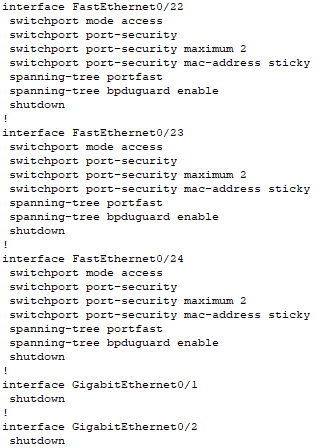 interface FastEthernet0/22
switchport mode access
switchport port-security
switchport port-security maximum 2
switchport port-security mac-address sticky
spanning-tree portfast
spanning-tree bpduguard enable
shutdown
!
interface FastEthernet0/23
switchport mode access
switchport port-security
switchport port-security maximum 2
switchport port-security mac-address sticky
spanning-tree portfast
spanning-tree bpduguard enable
shutdown
!
interface FastEthernet0/24
switchport mode access
switchport port-security
switchport port-security maximum 2
switchport port-security mac-address sticky
spanning-tree portfast
spanning-tree bpduguard enable
shutdown
!
interface GigabitEthernet0/1
shutdown
!
interface GigabitEthernet0/2
shutdown